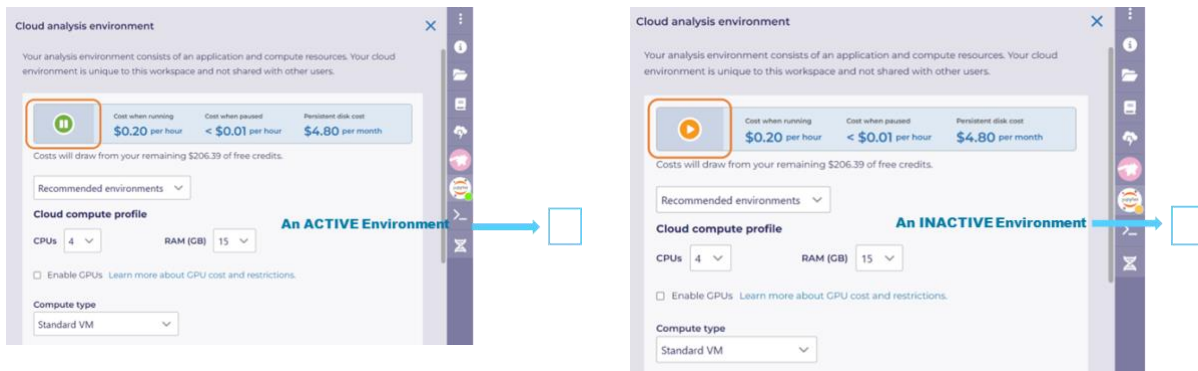 Cloud analysis environment
Your analysis environment consists of an application and compute resources. Your cloud
environment is unique to this workspace and not shared with other users.
Cost when running Cost when paused Persistent disk cost
$0.20 per hour < $0.01 per hour $4.80 per month
Costs will draw from your remaining $206.39 of free credits.
Recommended environments
Cloud compute profile
An ACTIVE Environment
CPUs 4 RAM (GB) 15
Enable GPUs Learn more about GPU cost and restrictions.
Compute type
Standard VM
Cloud analysis environment
Your analysis environment consists of an application and compute resources. Your cloud
environment is unique to this workspace and not shared with other users.
Cost when running Cost when paused Persistent disk cost
$0.20 per hour < $0.01 per hour $4.80 per month
Costs will draw from your remaining $206.39 of free credits.
Recommended environments
An INACTIVE Environment
Cloud compute profile
CPUs 4 RAM (GB) 15
Enable GPUs Learn more about GPU cost and restrictions.
Compute type
Standard VM